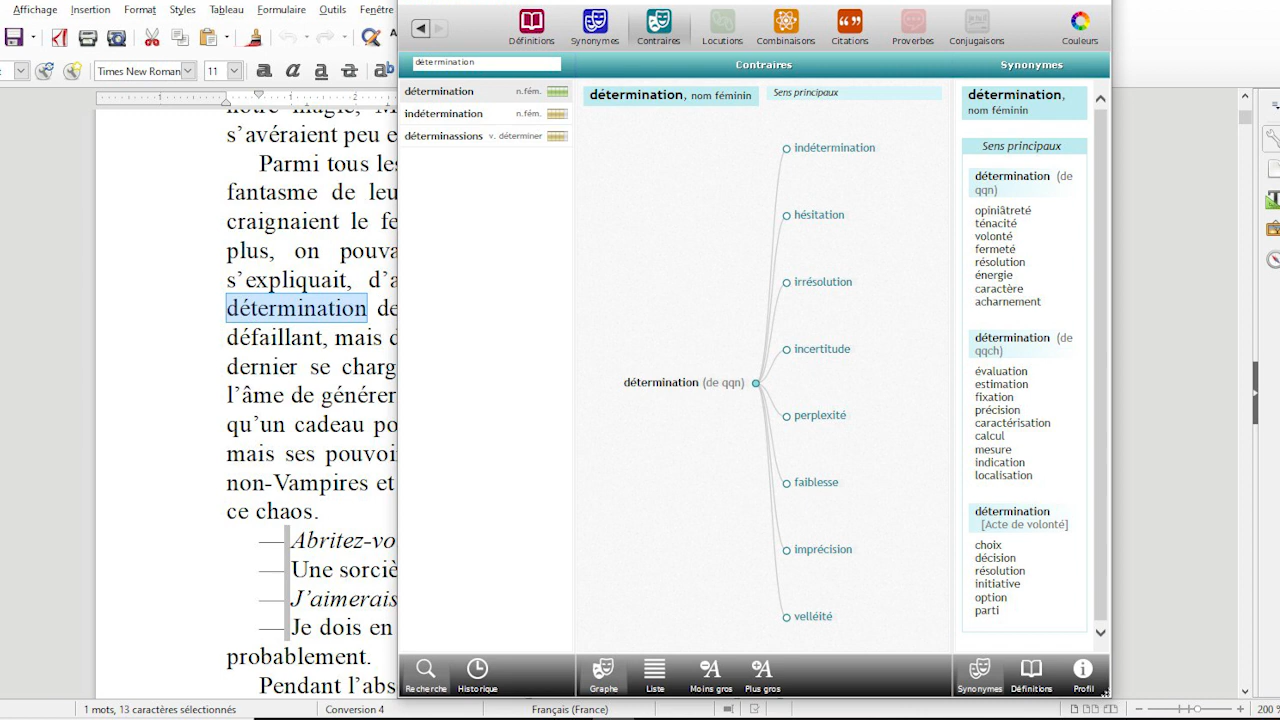 Affichage Insertion Format Styles Tableau Formulaire Outils Fenêtre
Définitions Synonymes Contraires Locutions Combinaisons Citations Proverbes Conjugaisons Couleurs
Times New Roman 11
détermination
Contraires
Synonymes
détermination n.fém.
indétermination n.fém.
déterminassions v. déterminer
détermination, nom féminin
Sens principaux
indétermination
hésitation
irrésolution
incertitude
détermination (de qqn)
perplexité
faiblesse
imprécision
velléité
détermination,
nom féminin
Sens principaux
détermination (de
qqn)
opiniâtreté
ténacité
volonté
fermeté
résolution
énergie
caractère
acharnement
détermination (de
qqch)
évaluation
estimation
fixation
précision
caractérisation
calcul
mesure
indication
localisation
détermination
[Acte de volonté]
choix
décision
résolution
initiative
option
parti
1 1 2
notre magie, M
s’avéraient peu e
Parmi tous les
fantasme de leu
craignaient le fe
plus, on pouva
s’expliquait, d’a
détermination de
défaillant, mais d
dernier se charg
l’âme de générer
qu’un cadeau po
mais ses pouvoi
non-Vampires et
ce chaos.
Abritez-vo
Une sorciè
J’aimerais
Je dois en
probablement.
Pendant l’abs
Recherche Historique Graphe Liste Moins gros Plus gros Synonymes Définitions Profil
1 mots, 13 caractères sélectionnés Conversion 4 Français (France) 200 %